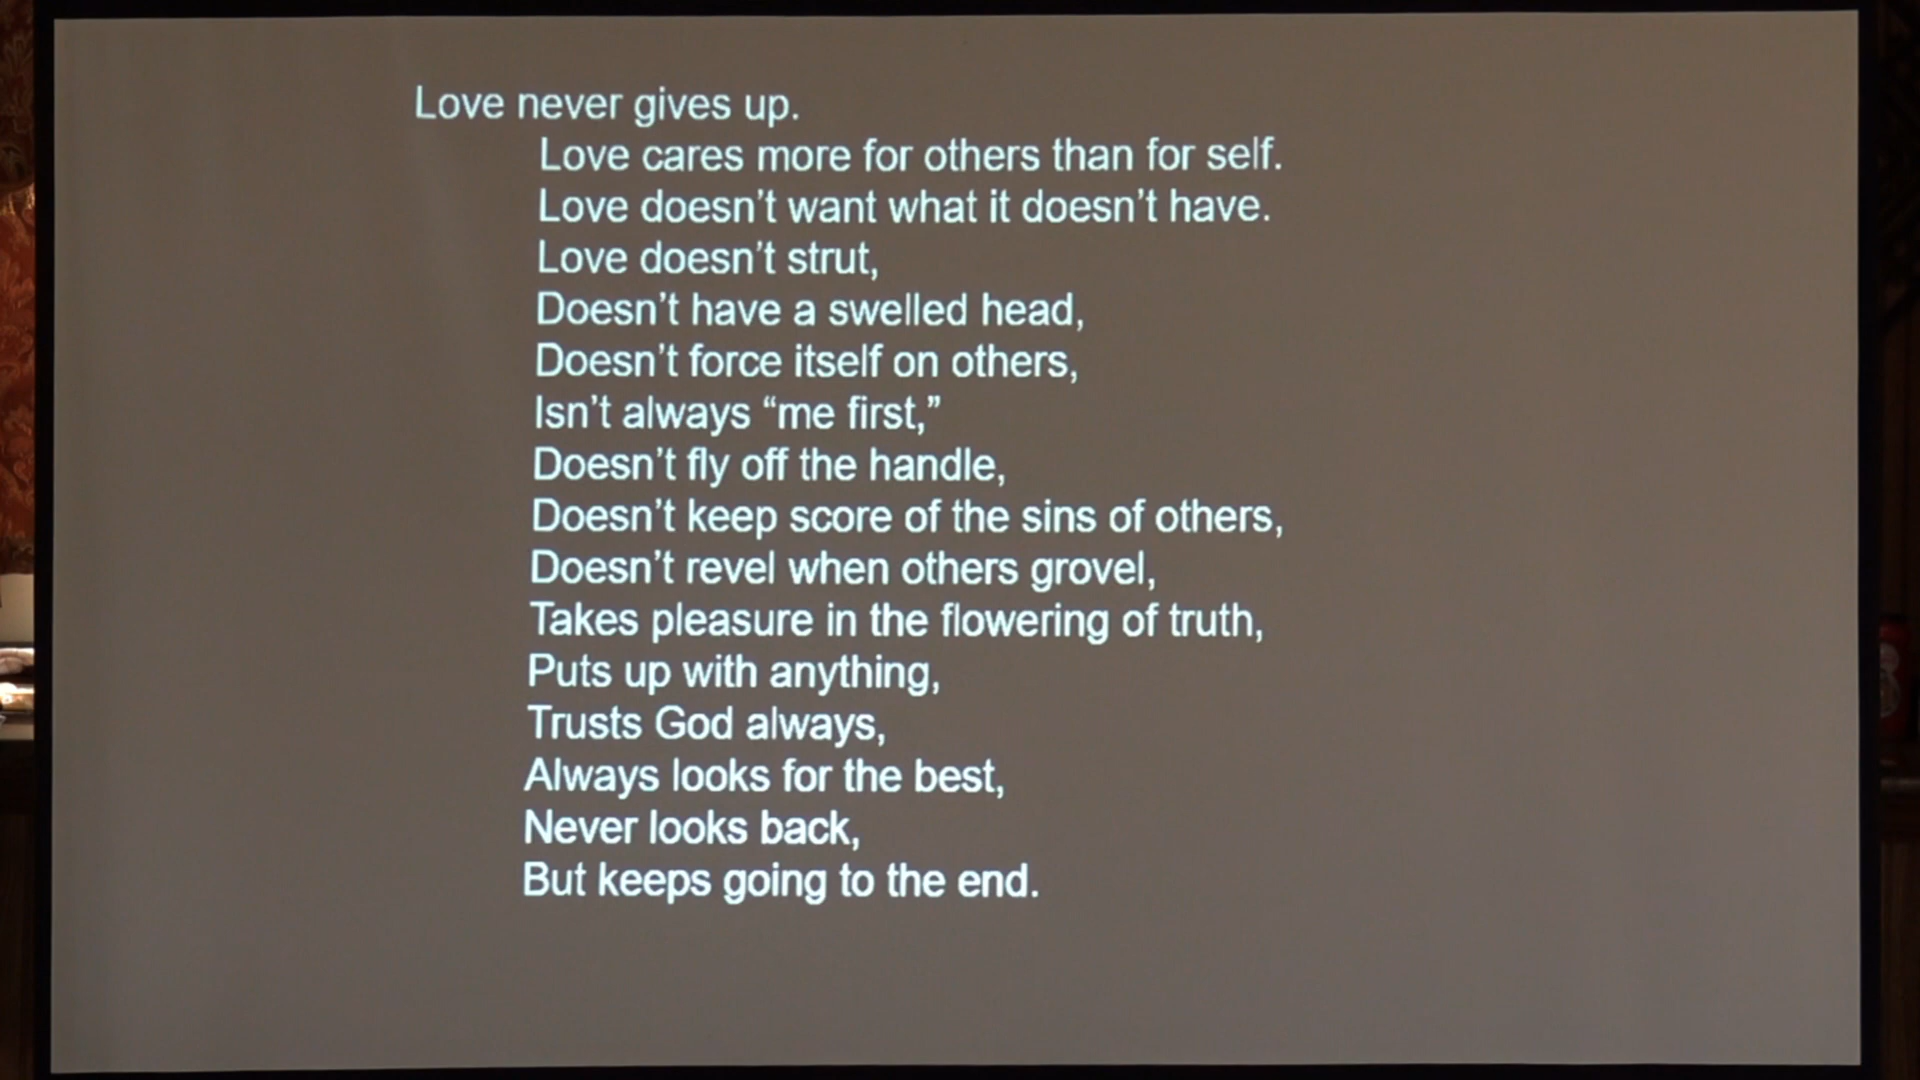 Love never gives up.
Love cares more for others than for self.
Love doesn’t want what it doesn’t have.
Love doesn’t strut,
Doesn’t have a swelled head,
Doesn’t force itself on others,
Isn’t always “me first,”
Doesn’t fly off the handle,
Doesn’t keep score of the sins of others,
Doesn’t revel when others grovel,
Takes pleasure in the flowering of truth,
Puts up with anything,
Trusts God always,
Always looks for the best,
Never looks back,
But keeps going to the end.